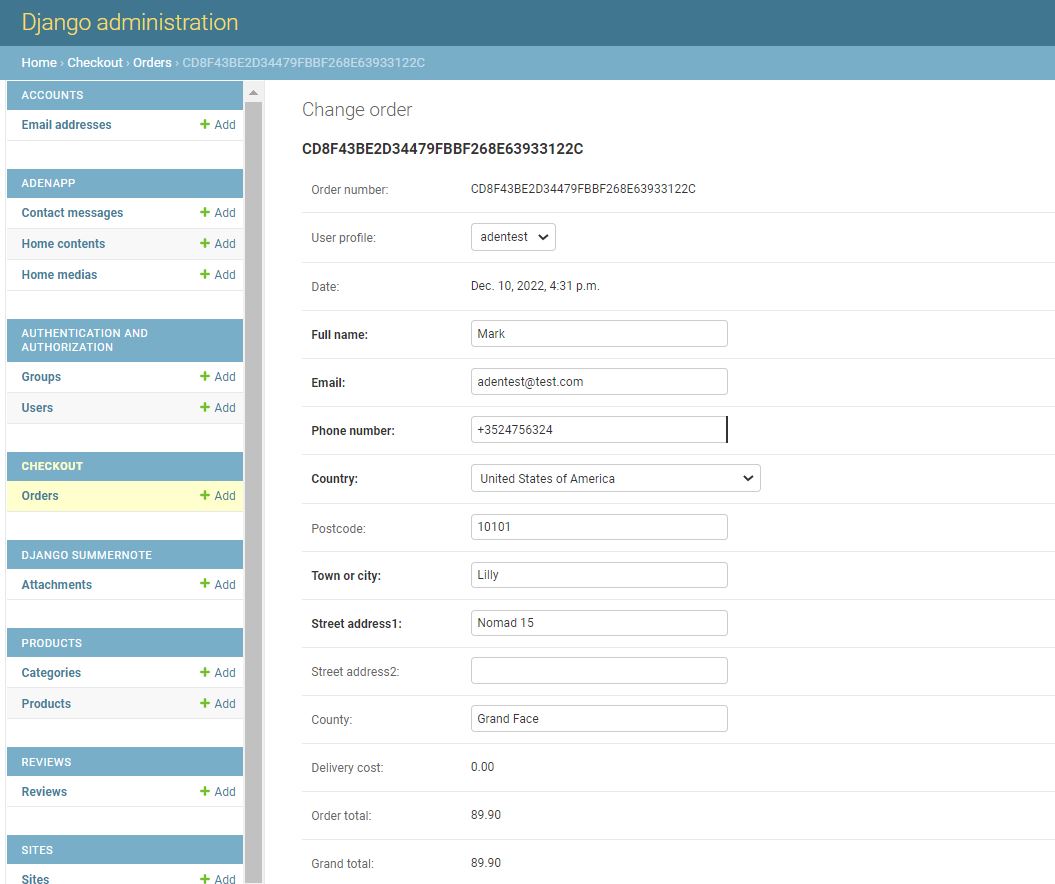 Django administration
Home › Checkout › Orders › CD8F43BE2D34479FBBF268E63933122C
ACCOUNTS
Email addresses + Add
ADENAPP
Contact messages + Add
Home contents + Add
Home medias + Add
AUTHENTICATION AND
AUTHORIZATION
Groups + Add
Users + Add
CHECKOUT
Orders + Add
DJANGO SUMMERNOTE
Attachments + Add
PRODUCTS
Categories + Add
Products + Add
REVIEWS
Reviews + Add
SITES
Sites + Add
Change order
CD8F43BE2D34479FBBF268E63933122C
Order number: CD8F43BE2D34479FBBF268E63933122C
User profile: adentest
Date: Dec. 10, 2022, 4:31 p.m.
Full name: Mark
Email: adentest@test.com
Phone number: +3524756324
Country: United States of America
Postcode: 10101
Town or city: Lilly
Street address1: Nomad 15
Street address2:
County: Grand Face
Delivery cost: 0.00
Order total: 89.90
Grand total: 89.90